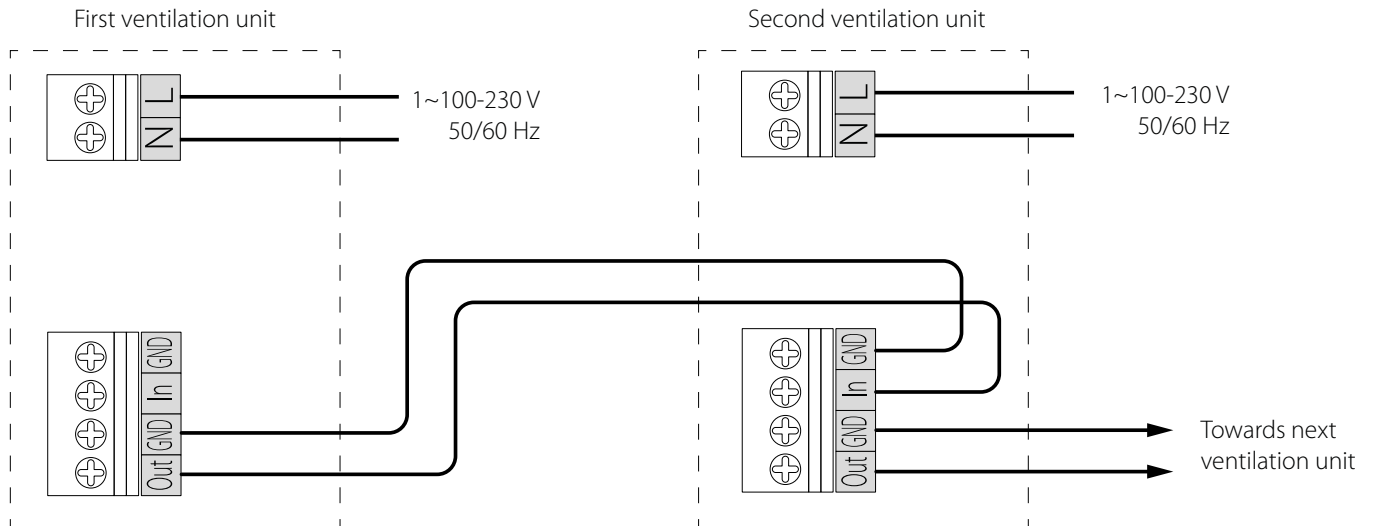 First ventilation unit
L
N
1~100-230 V
50/60 Hz
GND
In
GND
Out
Second ventilation unit
L
N
1~100-230 V
50/60 Hz
GND
In
GND
Out
Towards next
ventilation unit